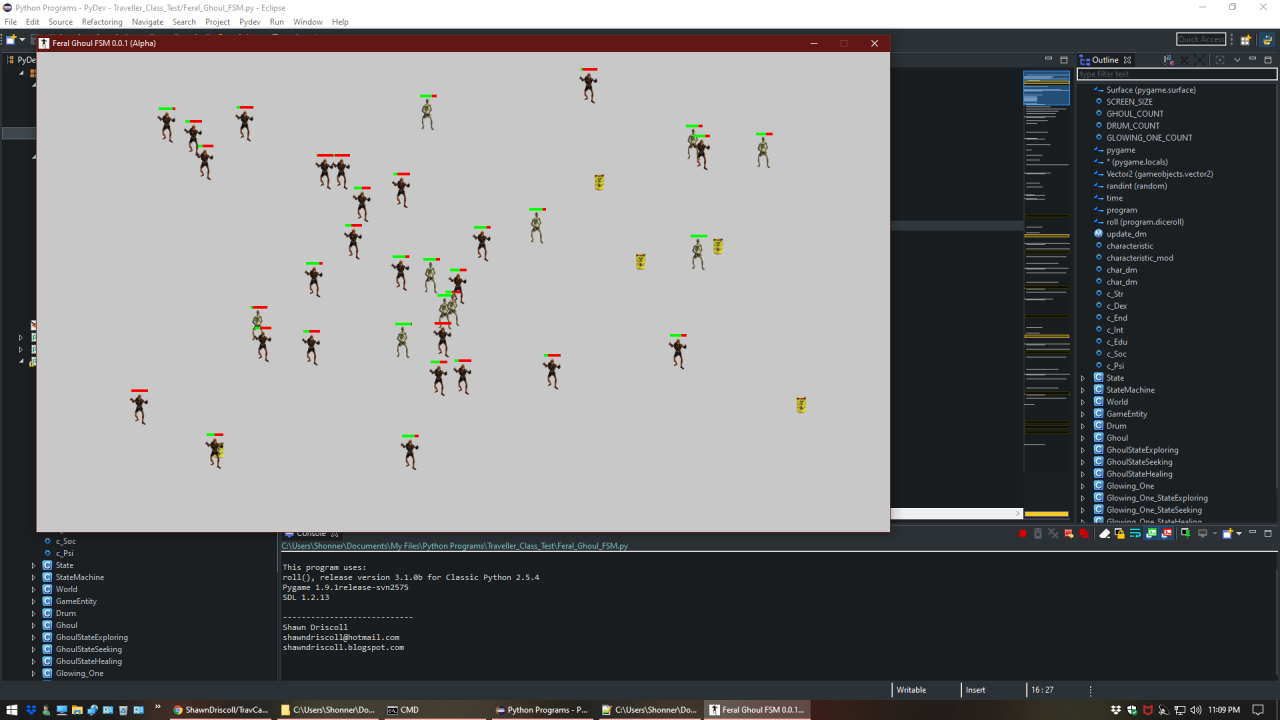 Python Programs - PyDev - Traveller_Class_Test/Feral_Ghoul_FSM.py - Eclipse
File Edit Source Refactoring Navigate Search Project Pydev Run Window Help
Quick Access
Feral Ghoul FSM 0.0.1 (Alpha)
PyDe
Outline
type filter text
Surface (pygame.surface)
SCREEN_SIZE
GHOUL_COUNT
DRUM_COUNT
GLOWING_ONE_COUNT
pygame
* (pygame.locals)
Vector2 (gameobjects.vector2)
randint (random)
time
program
roll (program.diceroll)
update_dm
characteristic
characteristic_mod
char_dm
char_dm
c_Str
c_Dex
c_End
c_Int
c_Edu
c_Soc
c_Psi
State
StateMachine
World
GameEntity
Drum
Ghoul
GhoulStateExploring
GhoulStateSeeking
GhoulStateHealing
Glowing_One
Glowing_One_StateExploring
Glowing_One_StateSeeking
Glowing_One_StateHealing
c_Soc
c_Psi
State
StateMachine
World
GameEntity
Drum
Ghoul
GhoulStateExploring
GhoulStateSeeking
GhoulStateHealing
Glowing_One
Console
C:\Users\Shonner\Documents\My Files\Python Programs\Traveller_Class_Test\Feral_Ghoul_FSM.py
This program uses:
roll(), release version 3.1.0b for Classic Python 2.5.4
Pygame 1.9.1release-svn2575
SDL 1.2.13
---------------------------
Shawn Driscoll
shawndriscoll@hotmail.com
shawndriscoll.blogspot.com
Writable Insert 16 : 27
ShawnDriscoll/TravCa... C:\Users\Shonner\Do... CMD Python Programs - P... C:\Users\Shonner\Do... Feral Ghoul FSM 0.0.1... 11:09 PM